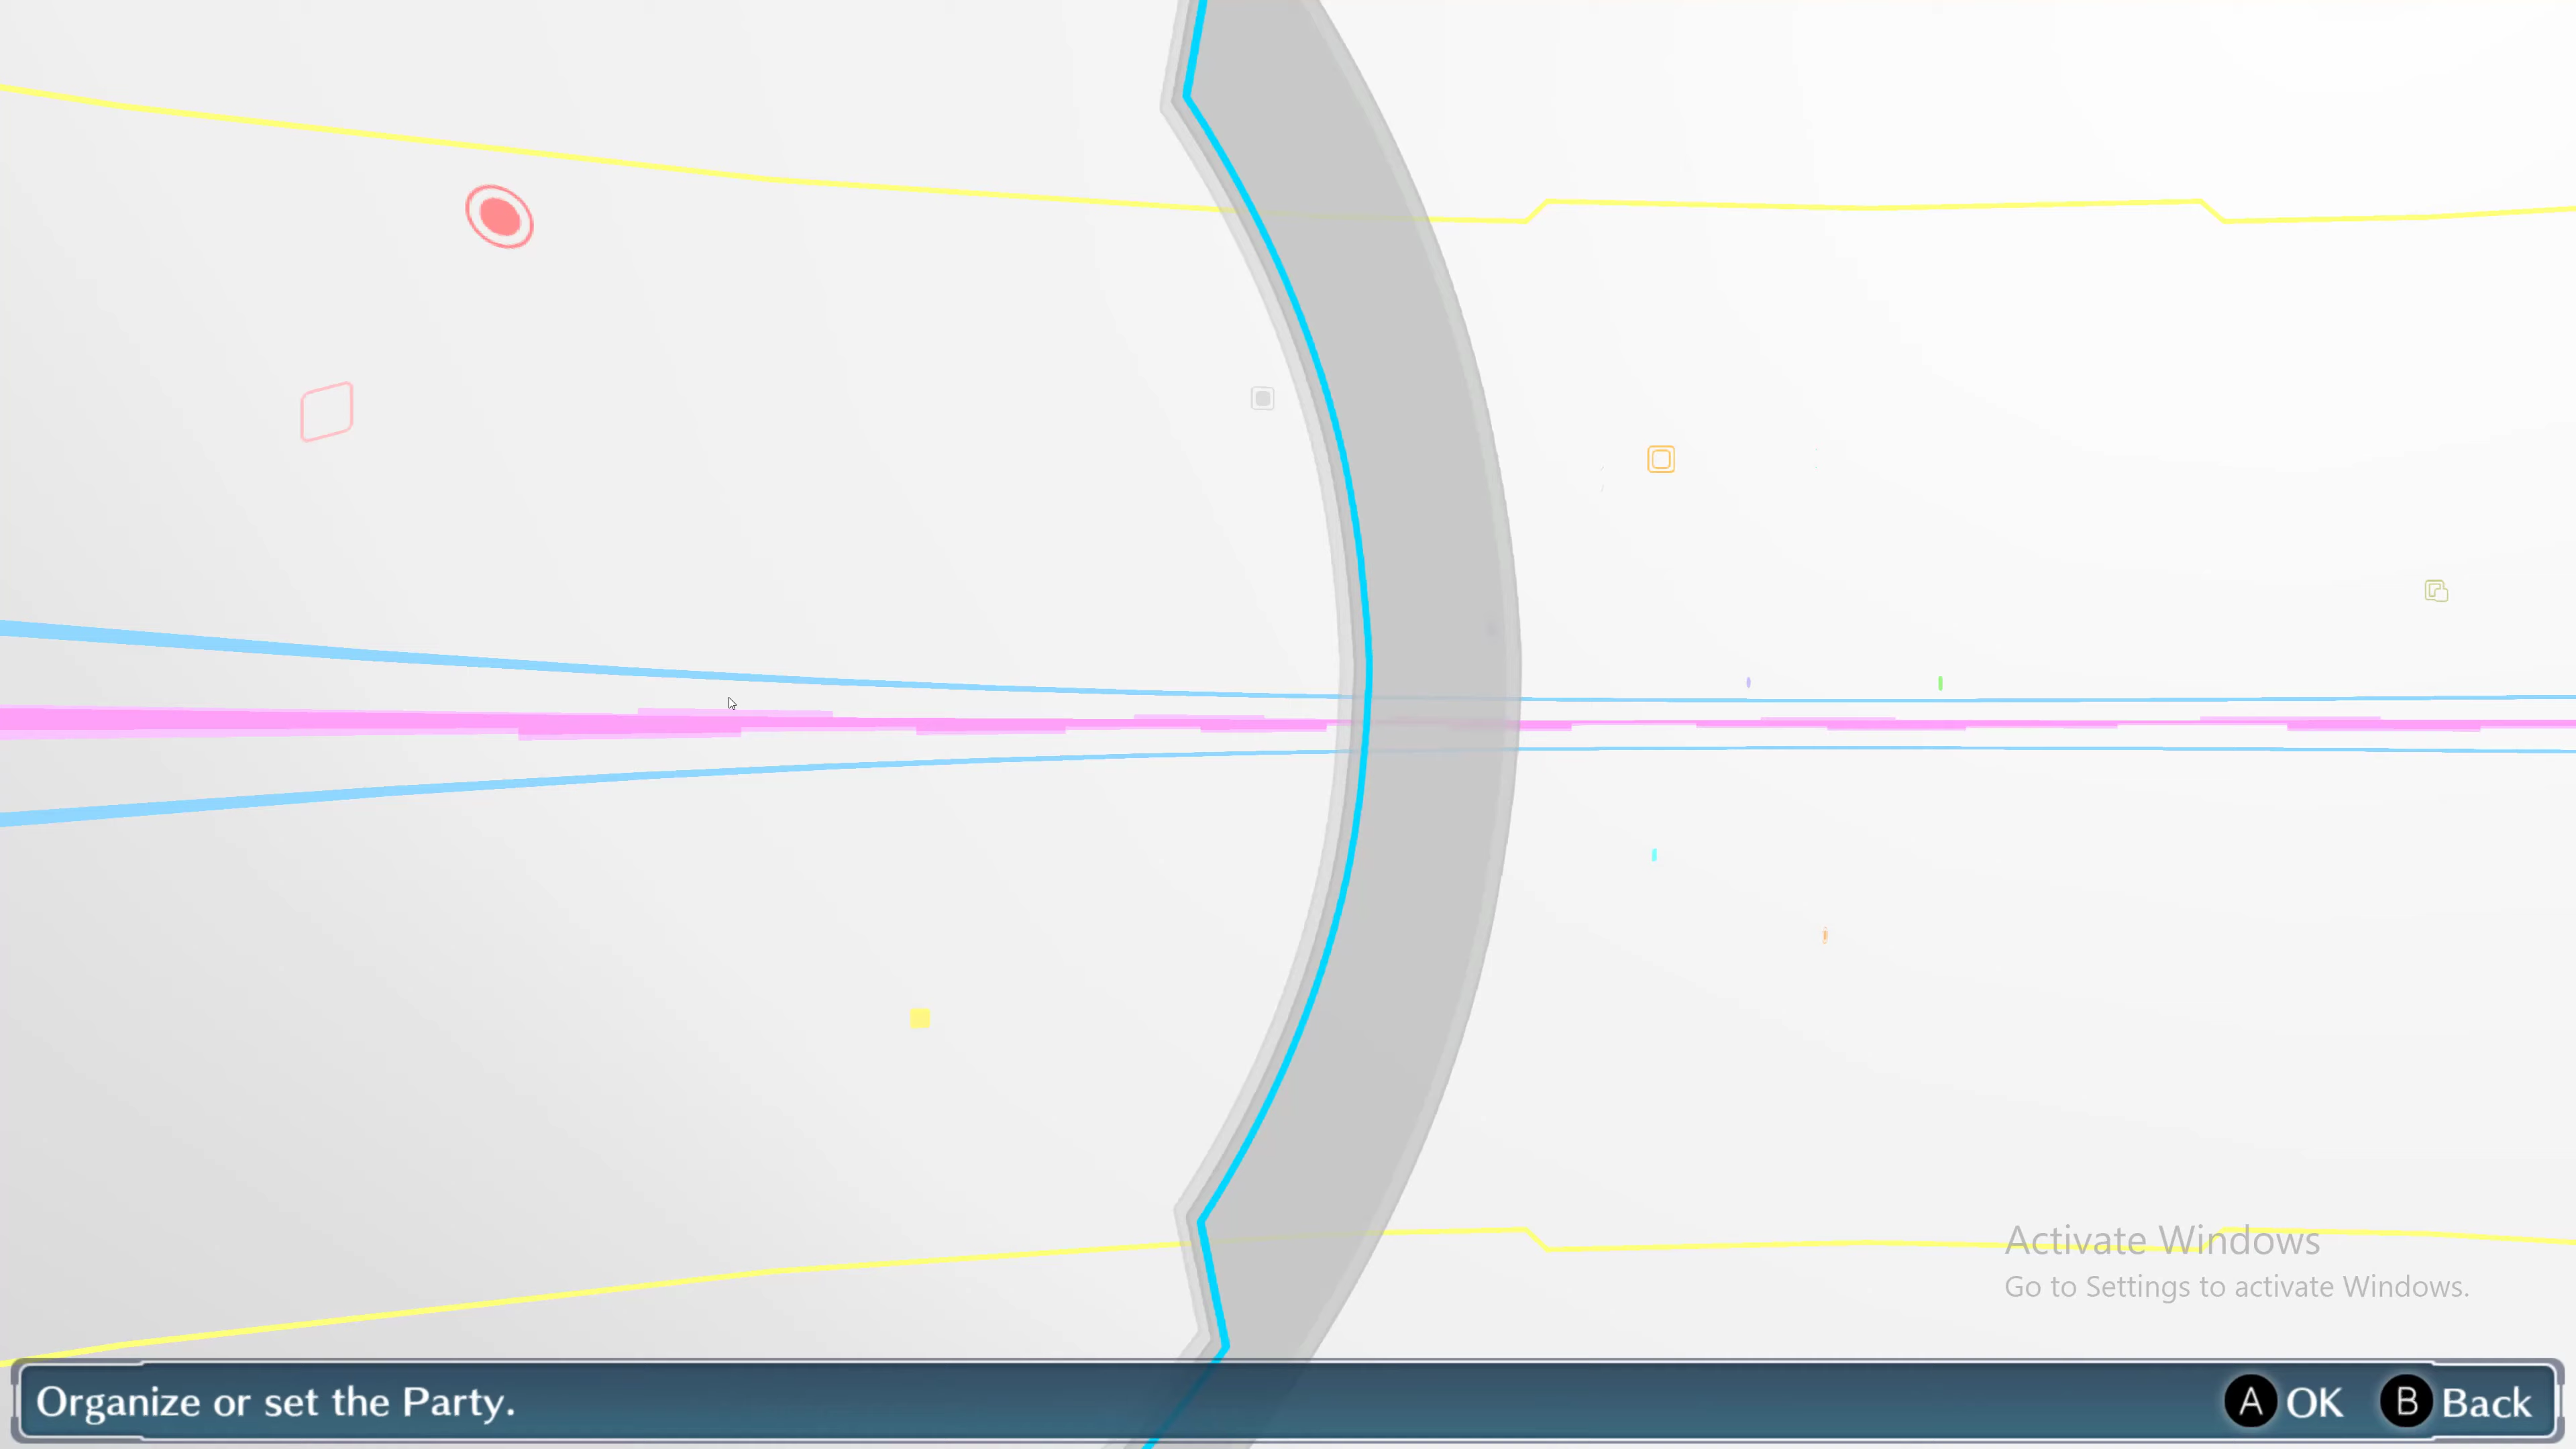 Activate Windows
Go to Settings to activate Windows.
Organize or set the Party.
A OK B Back